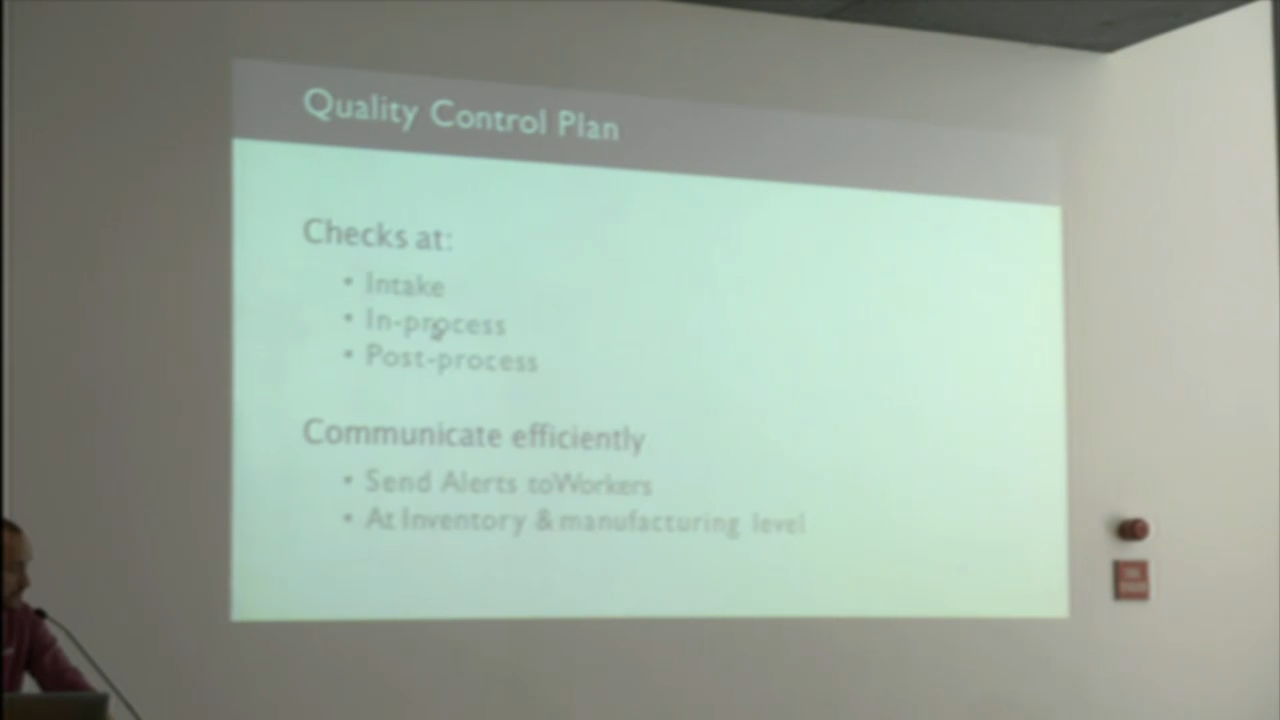 Quality Control Plan
Checks at:
• Intake
• In-process
• Post-process
Communicate efficiently
• Send Alerts toWorkers
• At Inventory & manufacturing level